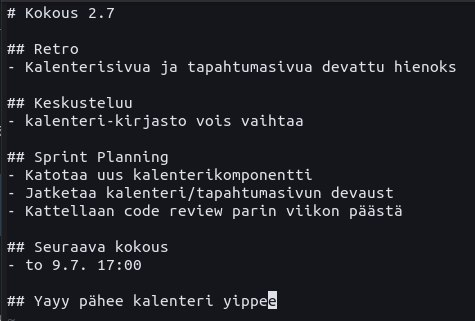 # Kokous 2.7
## Retro
- Kalenterisivua ja tapahtumasivua devattu hienoks
## Keskusteluu
- kalenteri-kirjasto vois vaihtaa
## Sprint Planning
- Katotaa uus kalenterikomponentti
- Jatketaa kalenteri/tapahtumasivun devaust
- Kattellaan code review parin viikon päästä
## Seuraava kokous
- to 9.7. 17:00
## Yayy pähee kalenteri yippee
~